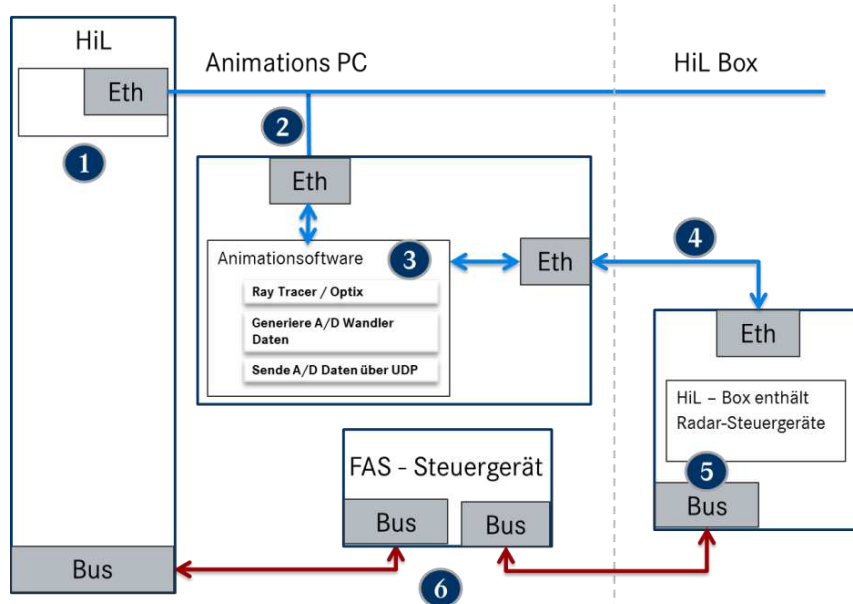 HiL
Animations PC
HiL Box
Eth
1
2
Eth
Animationsoftware
3
Eth
4
Ray Tracer / Optix
Generiere A/D Wandler
Daten
Sende A/D Daten über UDP
Eth
HiL – Box enthält
Radar-Steuergeräte
5
Bus
FAS - Steuergerät
Bus
Bus
Bus
6